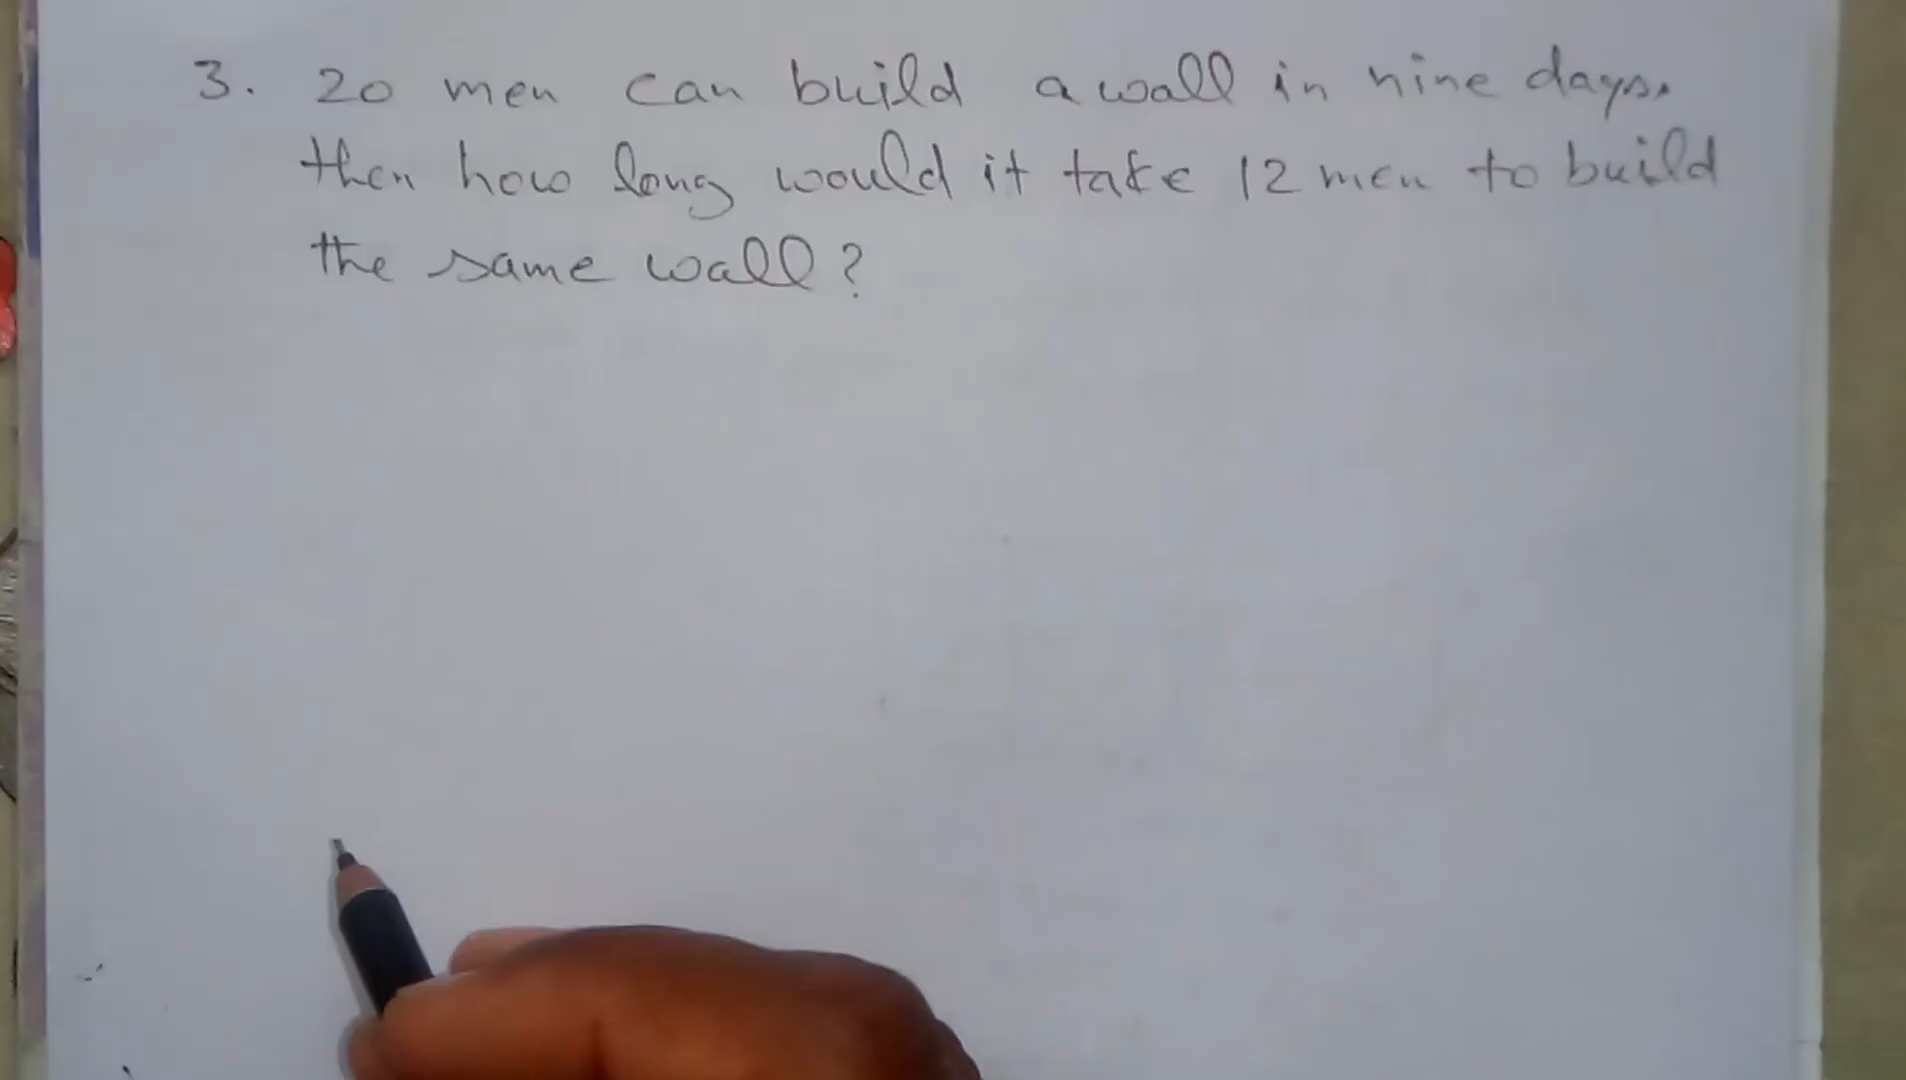 3. 20 men can build a wall in nine days.
then how long would it take 12 men to build
the same wall?